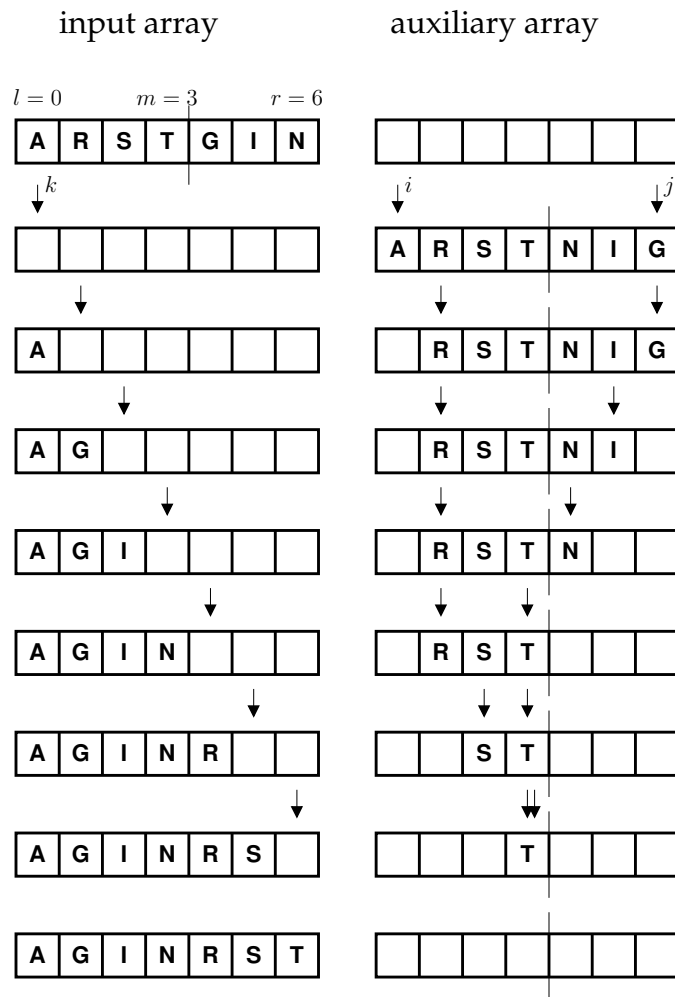 input array auxiliary array
l = 0 m = 3 r = 6
A R S T G I N
k i j
A R S T N I G
A R S T N I G
A G R S T N I
A G I R S T N
A G I N R S T
A G I N R S T
A G I N R S T
A G I N R S T